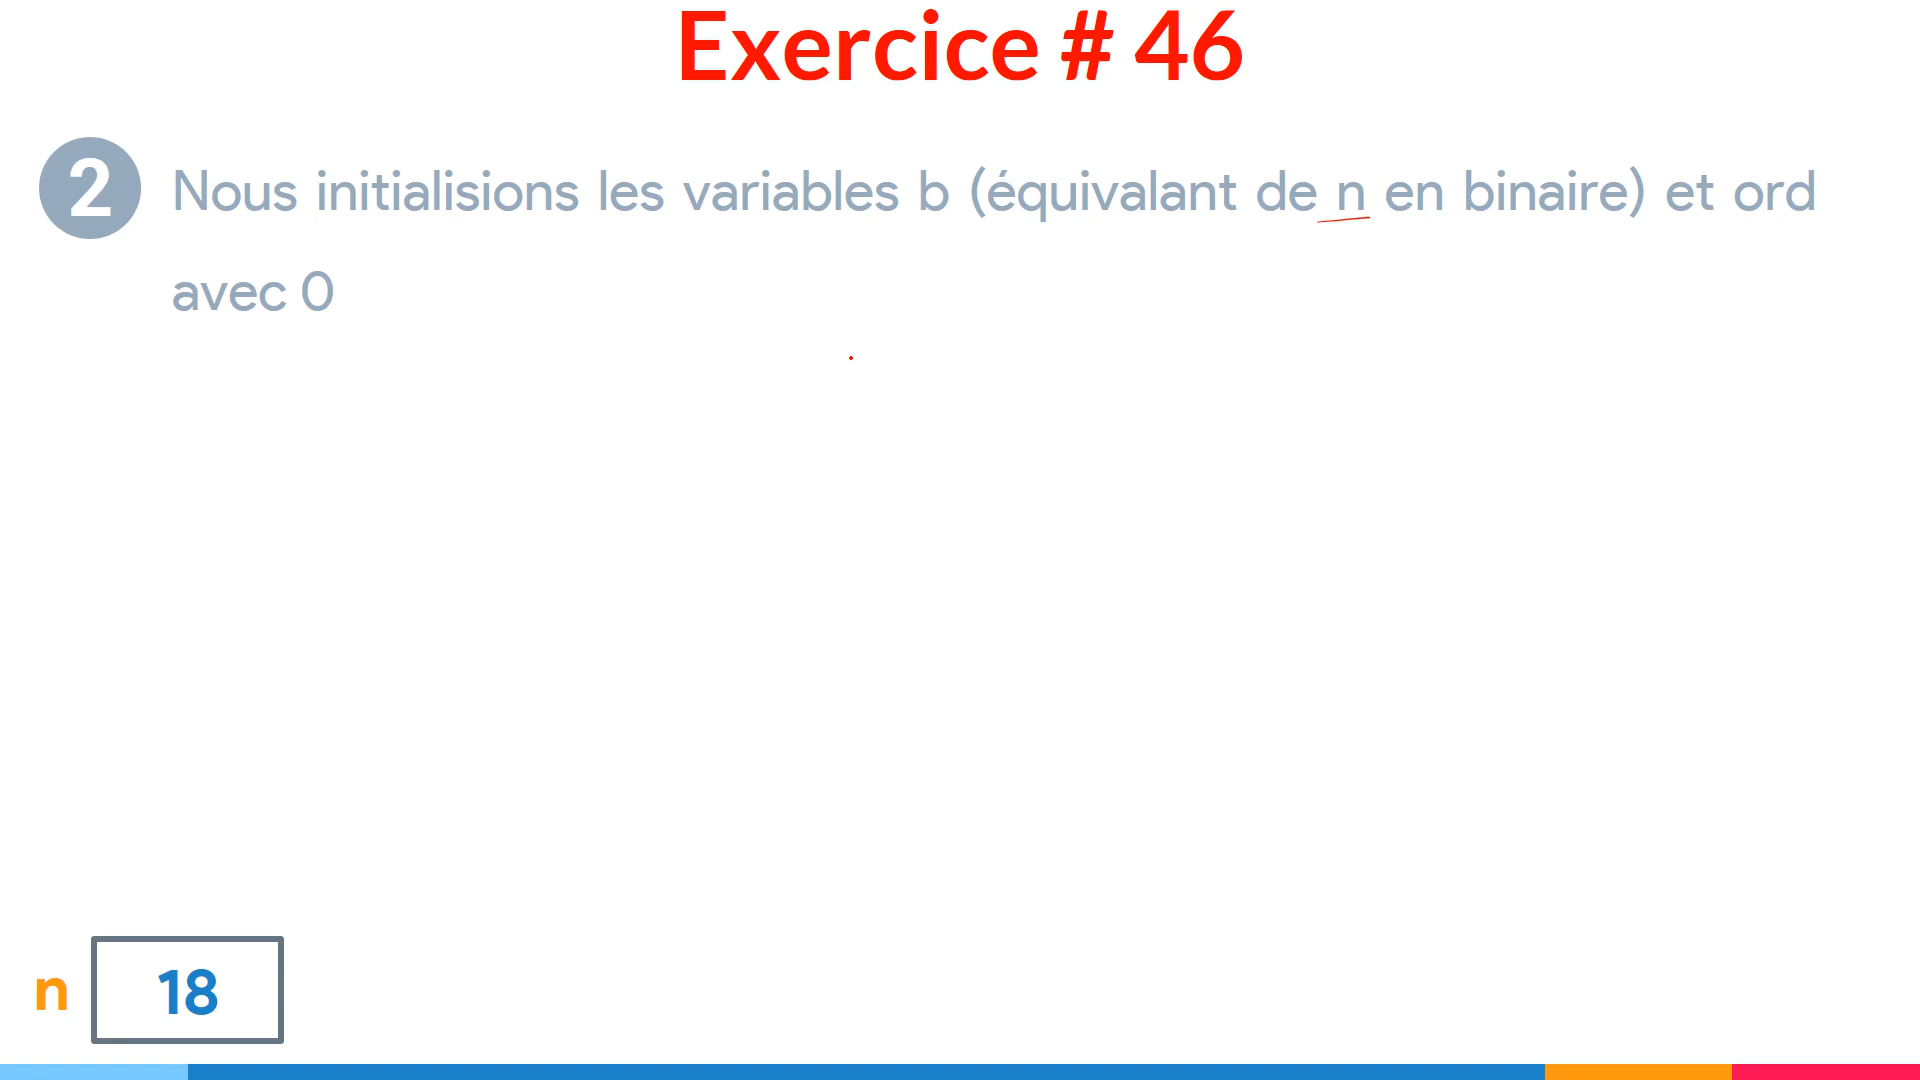 Exercice # 46
2 Nous initialisions les variables b (équivalant de n en binaire) et ord
avec 0
n 18